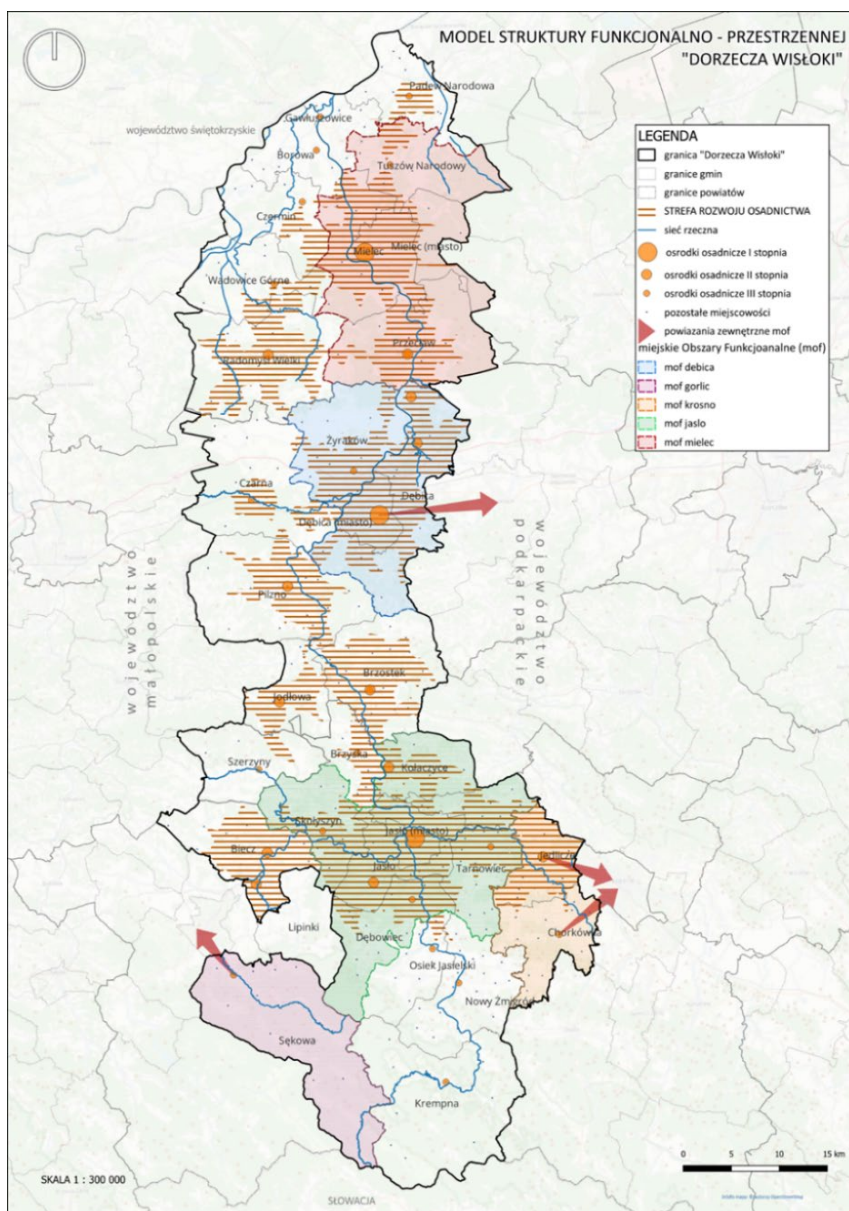 MODEL STRUKTURY FUNKCJONALNO - PRZESTRZENNEJ
"DORZECZA WISŁOKI"
LEGENDA
granica "Dorzecza Wisłoki"
granice gmin
granice powiatów
STREFA ROZWOJU OSADNICTWA
sieć rzeczna
osrodki osadnicze I stopnia
osrodki osadnicze II stopnia
osrodki osadnicze III stopnia
pozostałe miejscowości
powiazania zewnętrzne mof
miejskie Obszary Funkcjoanalne (mof)
mof debica
mof gorlic
mof krosno
mof jaslo
mof mielec
województwo świętokrzyskie
Padew Narodowa
Gawłuszowice
Borowa
Tuszów Narodowy
Czermin
Mielec (miasto)
Mielec
Wadowice Górne
Przecław
Radomyśl Wielki
Żyraków
Czarna
Dębica
Dębica (miasto)
województwo
małopolskie
województwo
podkarpackie
Pilzno
Brzostek
Jodłowa
Brzyska
Szerzyny
Kołaczyce
Skołyszyn
Jasło (miasto)
Biecz
Jasło
Tarnowiec
Jedlicze
Lipinki
Dębowiec
Chorkówka
Osiek Jasielski
Nowy Żmigród
Sękowa
Krempna
0 5 10 15 km
SKALA 1 : 300 000
SŁOWACJA